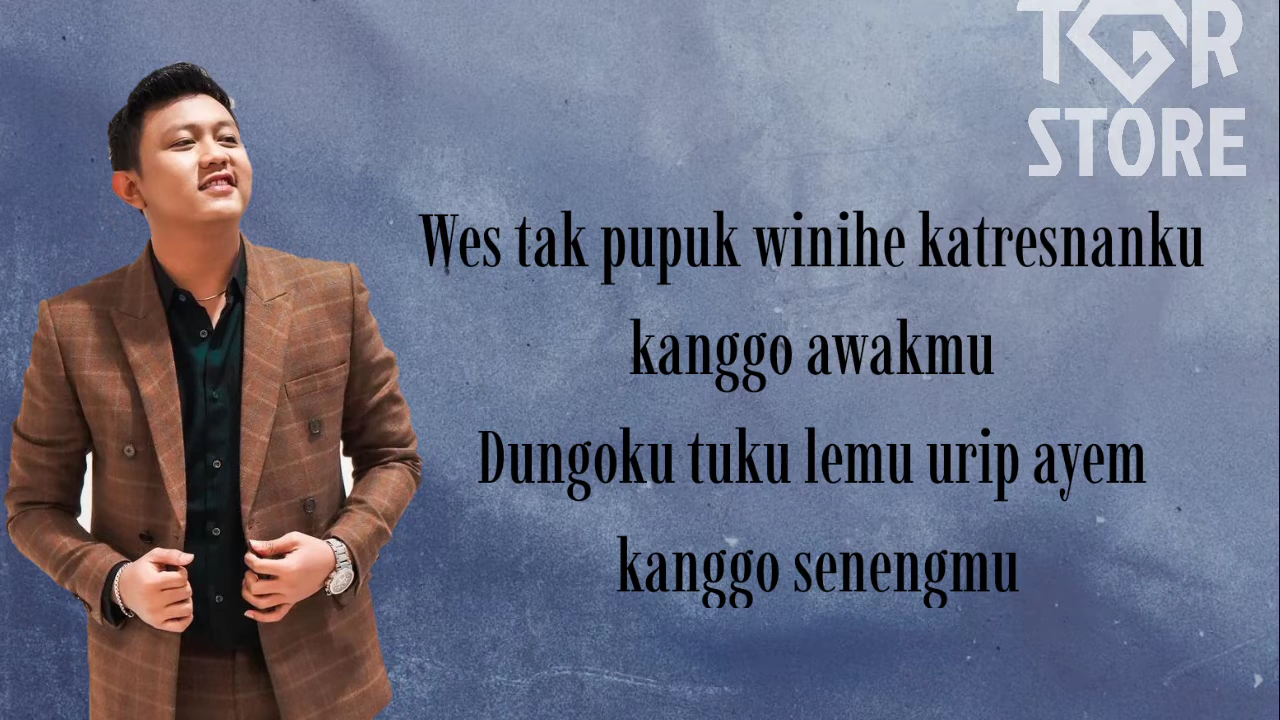 TGR
STORE
Wes tak pupuk winihe katresnanku
kanggo awakmu
Dungoku tuku lemu urip ayem
kanggo senengmu